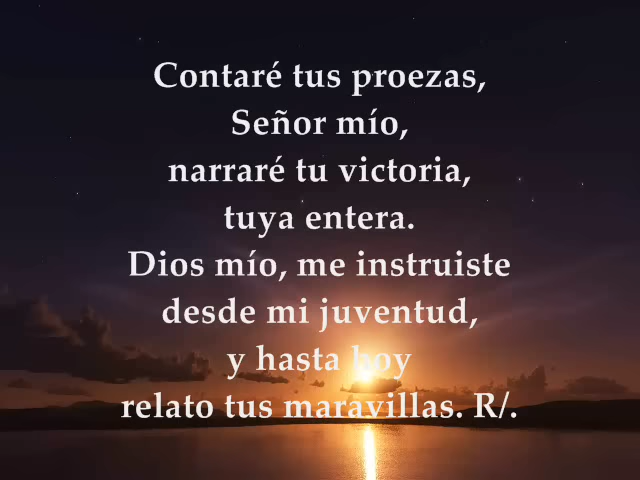 Contaré tus proezas,
Señor mío,
narraré tu victoria,
tuya entera.
Dios mío, me instruiste
desde mi juventud,
y hasta hoy
relato tus maravillas. R/.